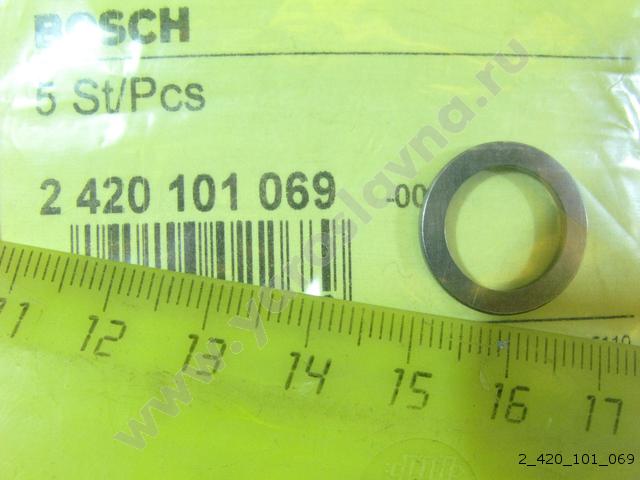 BOSCH
5 St/Pcs
2 420 101 069 -00
11 12 13 14 15 16 17
www.yaroslavna.ru
2_420_101_069